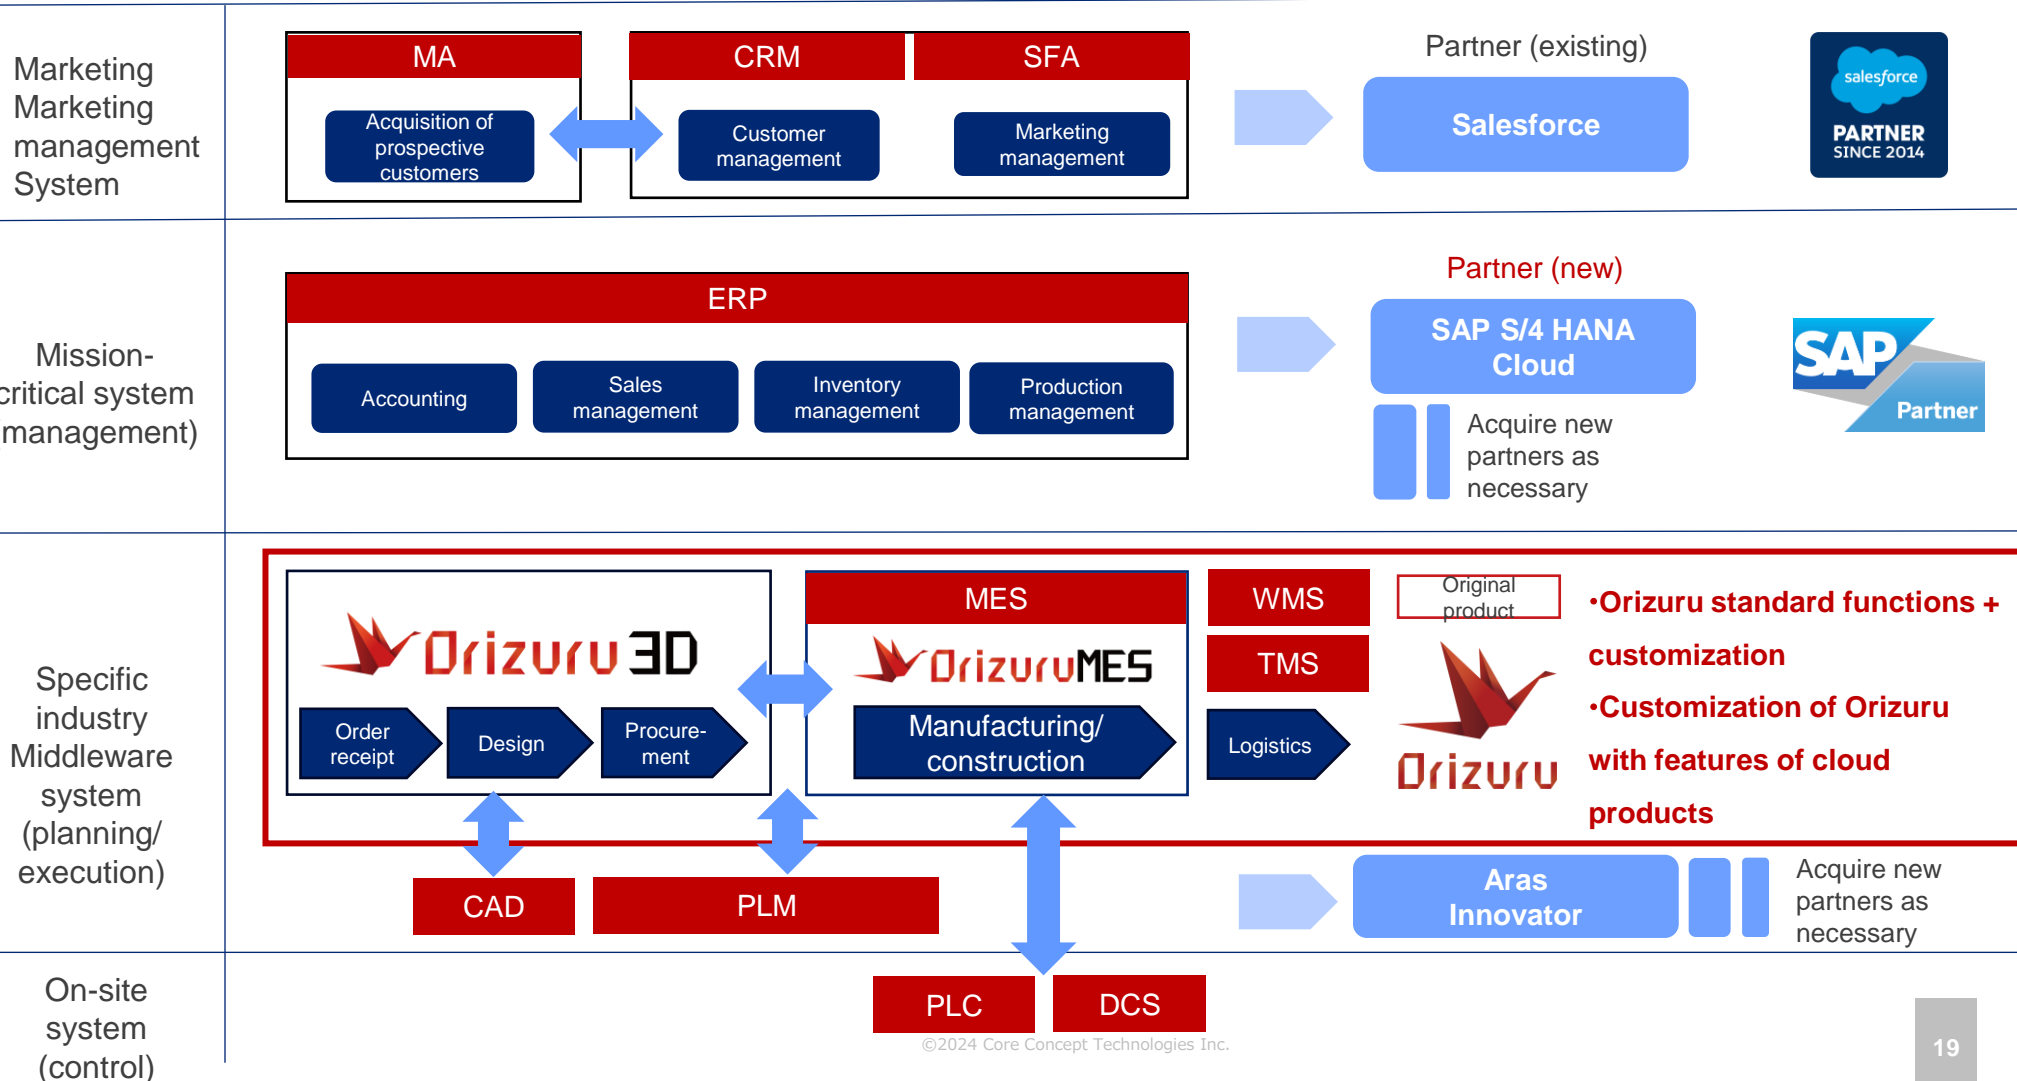 Marketing
Marketing
management
System
MA
CRM
SFA
Acquisition of
prospective
customers
Customer
management
Marketing
management
Partner (existing)
Salesforce
salesforce
PARTNER
SINCE 2014
Mission-
critical system
(management)
ERP
Accounting
Sales
management
Inventory
management
Production
management
Partner (new)
SAP S/4 HANA
Cloud
Acquire new
partners as
necessary
SAP
Partner
Specific
industry
Middleware
system
(planning/
execution)
Orizuru 3D
Order
receipt
Design
Procure-
ment
MES
OrizuruMES
Manufacturing/
construction
WMS
TMS
Logistics
Original
product
Orizuru
•Orizuru standard functions +
customization
•Customization of Orizuru
with features of cloud
products
CAD
PLM
Aras
Innovator
Acquire new
partners as
necessary
On-site
system
(control)
PLC
DCS
©2024 Core Concept Technologies Inc.
19